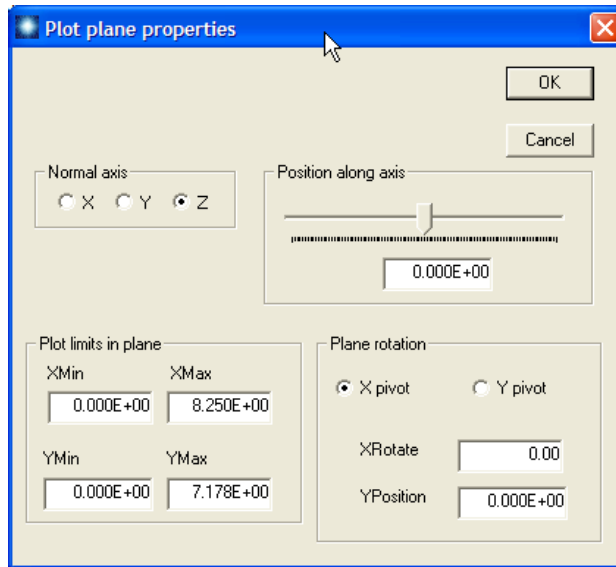 Plot plane properties
OK
Cancel
Normal axis
X Y Z
Position along axis
0.000E+00
Plot limits in plane
XMin XMax
0.000E+00 8.250E+00
YMin YMax
0.000E+00 7.178E+00
Plane rotation
X pivot Y pivot
XRotate 0.00
YPosition 0.000E+00